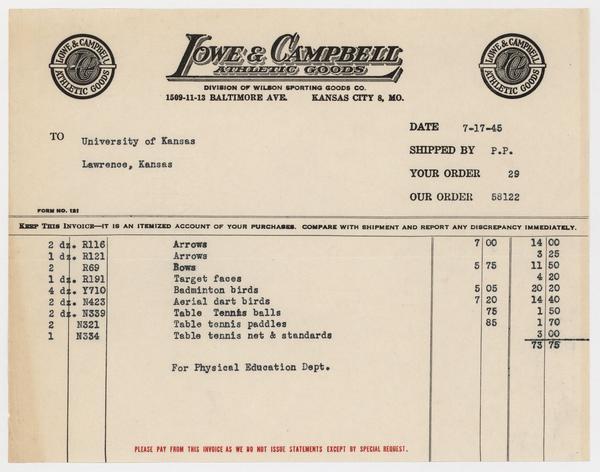 LOWE & CAMPBELL
ATHLETIC GOODS
LC
LOWE & CAMPBELL
ATHLETIC GOODS
LOWE & CAMPBELL
ATHLETIC GOODS
LC
DIVISION OF WILSON SPORTING GOODS CO.
1509-11-13 BALTIMORE AVE. KANSAS CITY 8, MO.
TO University of Kansas
Lawrence, Kansas
DATE 7-17-45
SHIPPED BY P.P.
YOUR ORDER 29
OUR ORDER 58122
FORM NO. 121
KEEP THIS INVOICE—IT IS AN ITEMIZED ACCOUNT OF YOUR PURCHASES. COMPARE WITH SHIPMENT AND REPORT ANY DISCREPANCY IMMEDIATELY.
2 dz. R116 Arrows 7 00 14 00
1 dz. R121 Arrows 3 25
2 R69 Bows 5 75 11 50
1 dz. R191 Target faces 4 20
4 dz. Y710 Badminton birds 5 05 20 20
2 dz. N423 Aerial dart birds 7 20 14 40
2 dz. N339 Table Tennis balls 75 1 50
2 N321 Table tennis paddles 85 1 70
1 N334 Table tennis net & standards 3 00
73 75
For Physical Education Dept.
PLEASE PAY FROM THIS INVOICE AS WE DO NOT ISSUE STATEMENTS EXCEPT BY SPECIAL REQUEST.